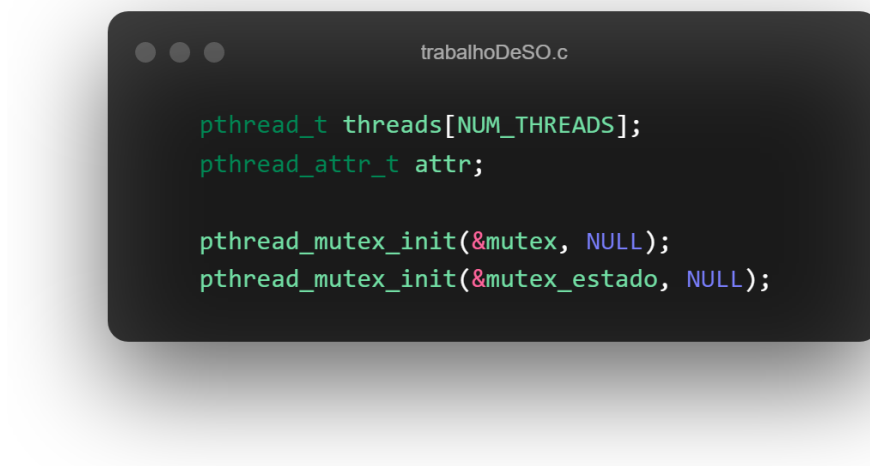 trabalhoDeSO.c
pthread_t threads[NUM_THREADS];
pthread_attr_t attr;
pthread_mutex_init(&mutex, NULL);
pthread_mutex_init(&mutex_estado, NULL);